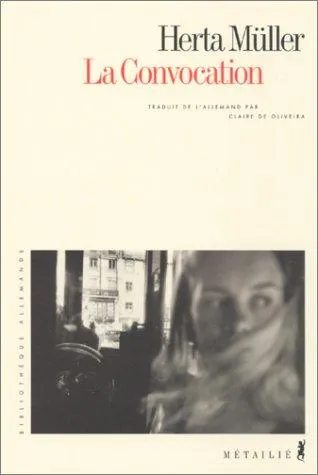 Herta Müller
La Convocation
TRADUIT DE L'ALLEMAND PAR
CLAIRE DE OLIVEIRA
BIBLIOTHÈQUE ALLEMANDE
MÉTAILIÉ